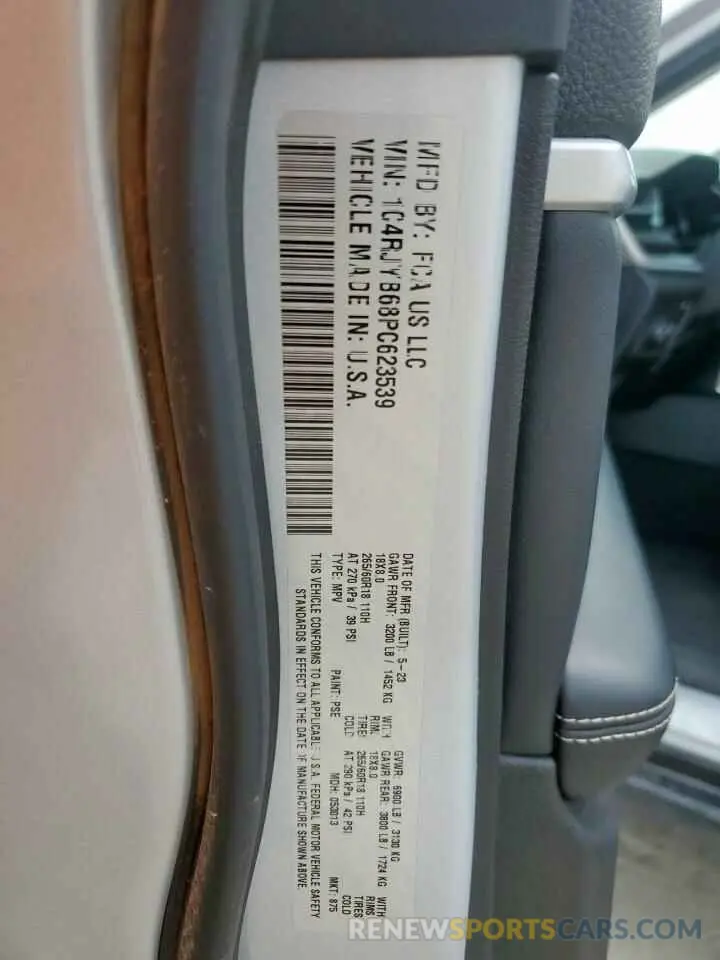 MFD BY: FCA US LLC
VIN: 1C4RJYB68PC623539
VEHICLE MADE IN: U.S.A.
DATE OF MFR (BUILT): 5-23 GVWR: 6900 LB / 3130 KG
GAWR FRONT: 3200 LB / 1452 KG WITH GAWR REAR: 3800 LB / 1724 KG WITH
18X8.0 RIM: 18X8.0 RIMS
265/60R18 110H TIRE: 265/60R18 110H TIRES
AT 270 kPa / 39 PSI COLD AT 290 kPa / 42 PSI COLD
TYPE: MPV PAINT: PSE MDH: 053013 MKT: 875
THIS VEHICLE CONFORMS TO ALL APPLICABLE U.S.A. FEDERAL MOTOR VEHICLE SAFETY
STANDARDS IN EFFECT ON THE DATE OF MANUFACTURE SHOWN ABOVE.
RENEWSPORTSCARS.COM